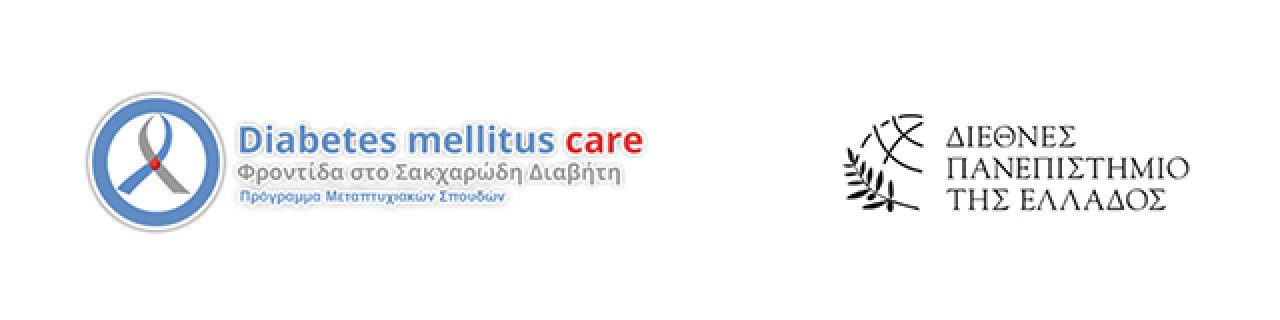 Diabetes mellitus care
Φροντίδα στο Σακχαρώδη Διαβήτη
Πρόγραμμα Μεταπτυχιακών Σπουδών
ΔΙΕΘΝΕΣ
ΠΑΝΕΠΙΣΤΗΜΙΟ
ΤΗΣ ΕΛΛΑΔΟΣ